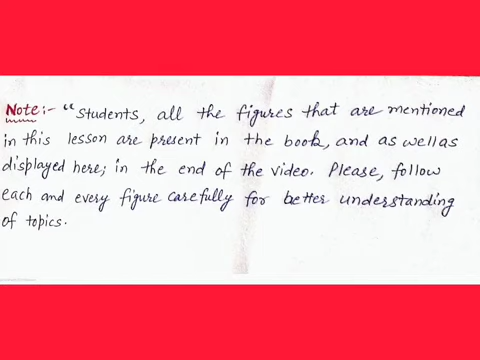 Note:- "Students, all the figures that are mentioned
in this lesson are present in the book, and as well as
displayed here; in the end of the video. Please, follow
each and every figure carefully for better understanding
of topics.